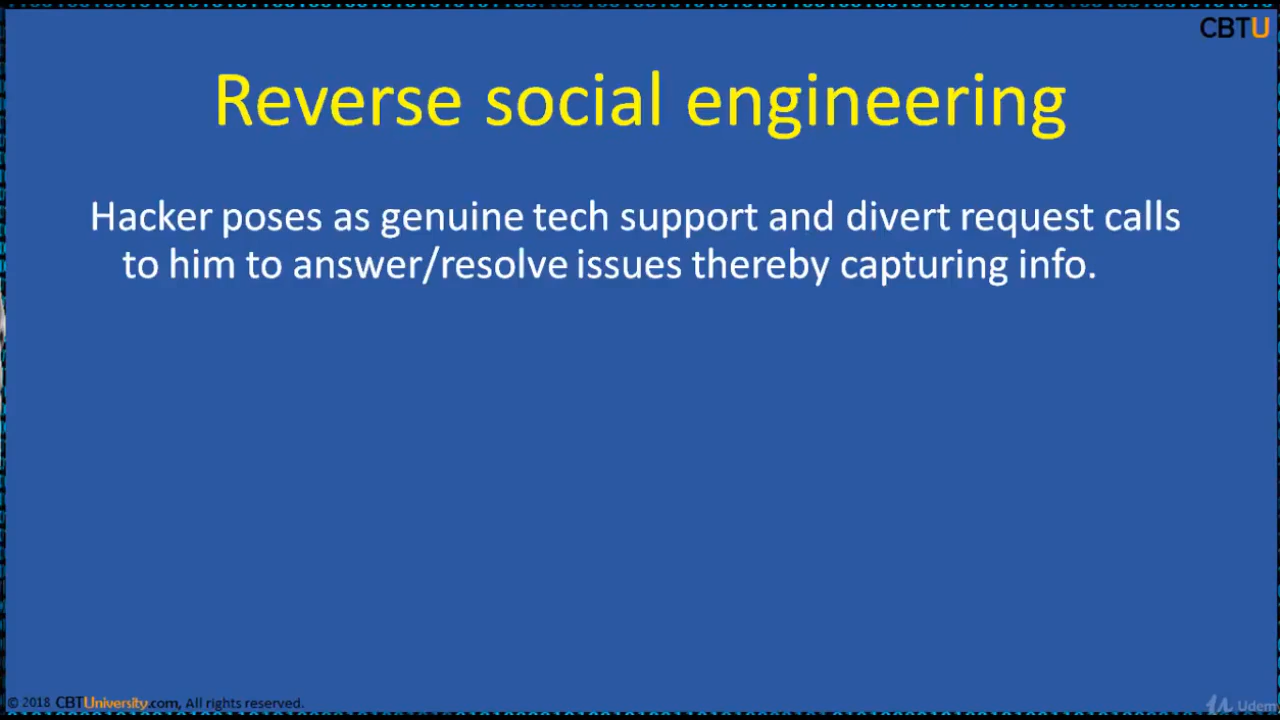 CBTU
Reverse social engineering
Hacker poses as genuine tech support and divert request calls
to him to answer/resolve issues thereby capturing info.
© 2018 CBTUniversity.com, All rights reserved.